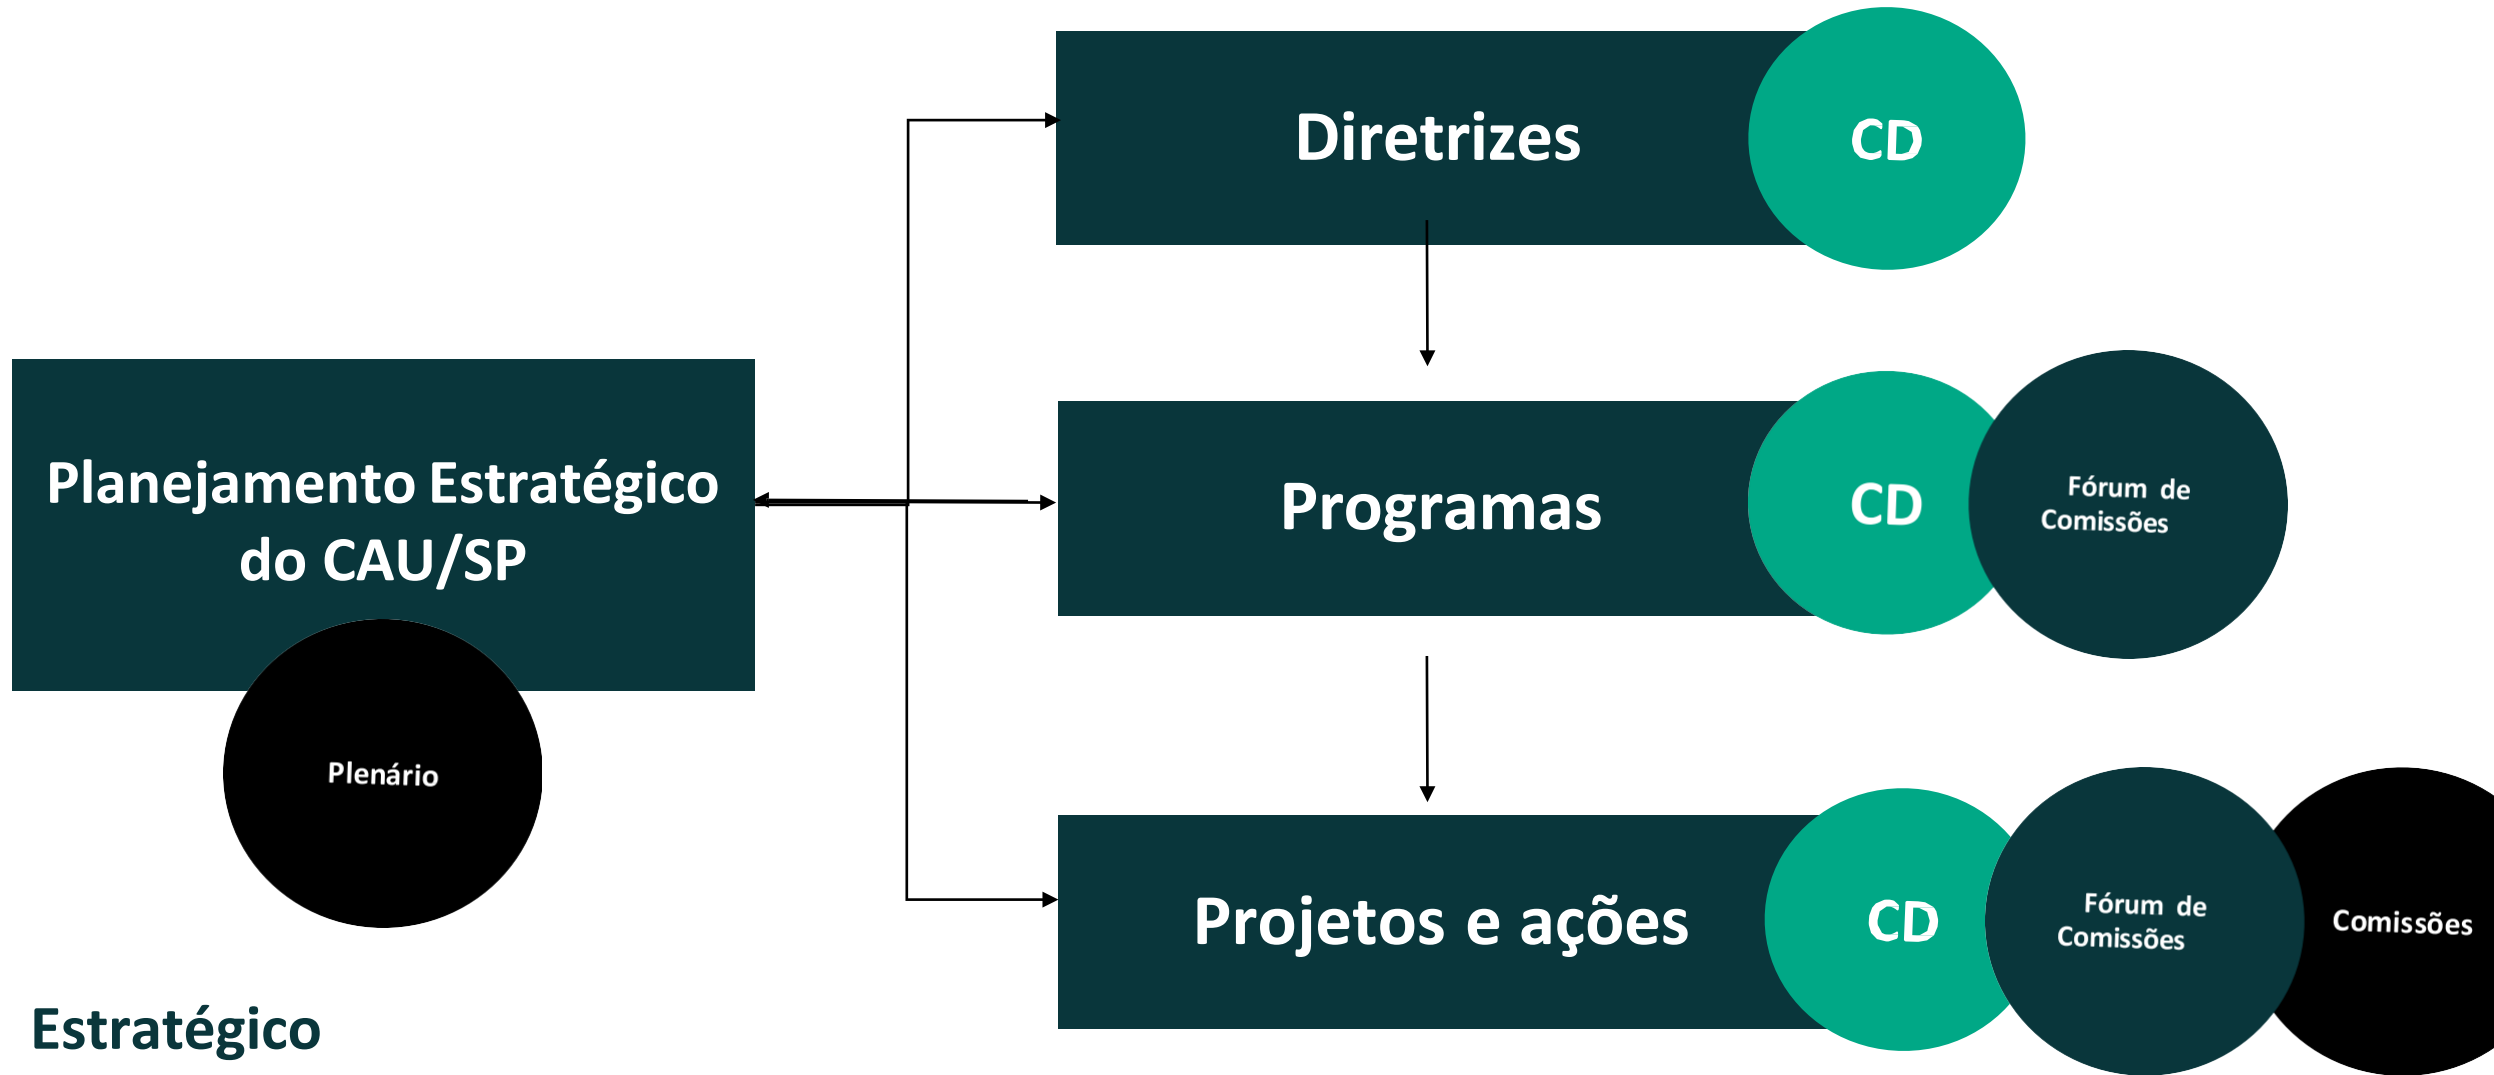 Diretrizes
CD
Planejamento Estratégico
do CAU/SP
Plenário
Programas
CD
Fórum de
Comissões
Projetos e ações
CD
Fórum de
Comissões
Comissões
Estratégico